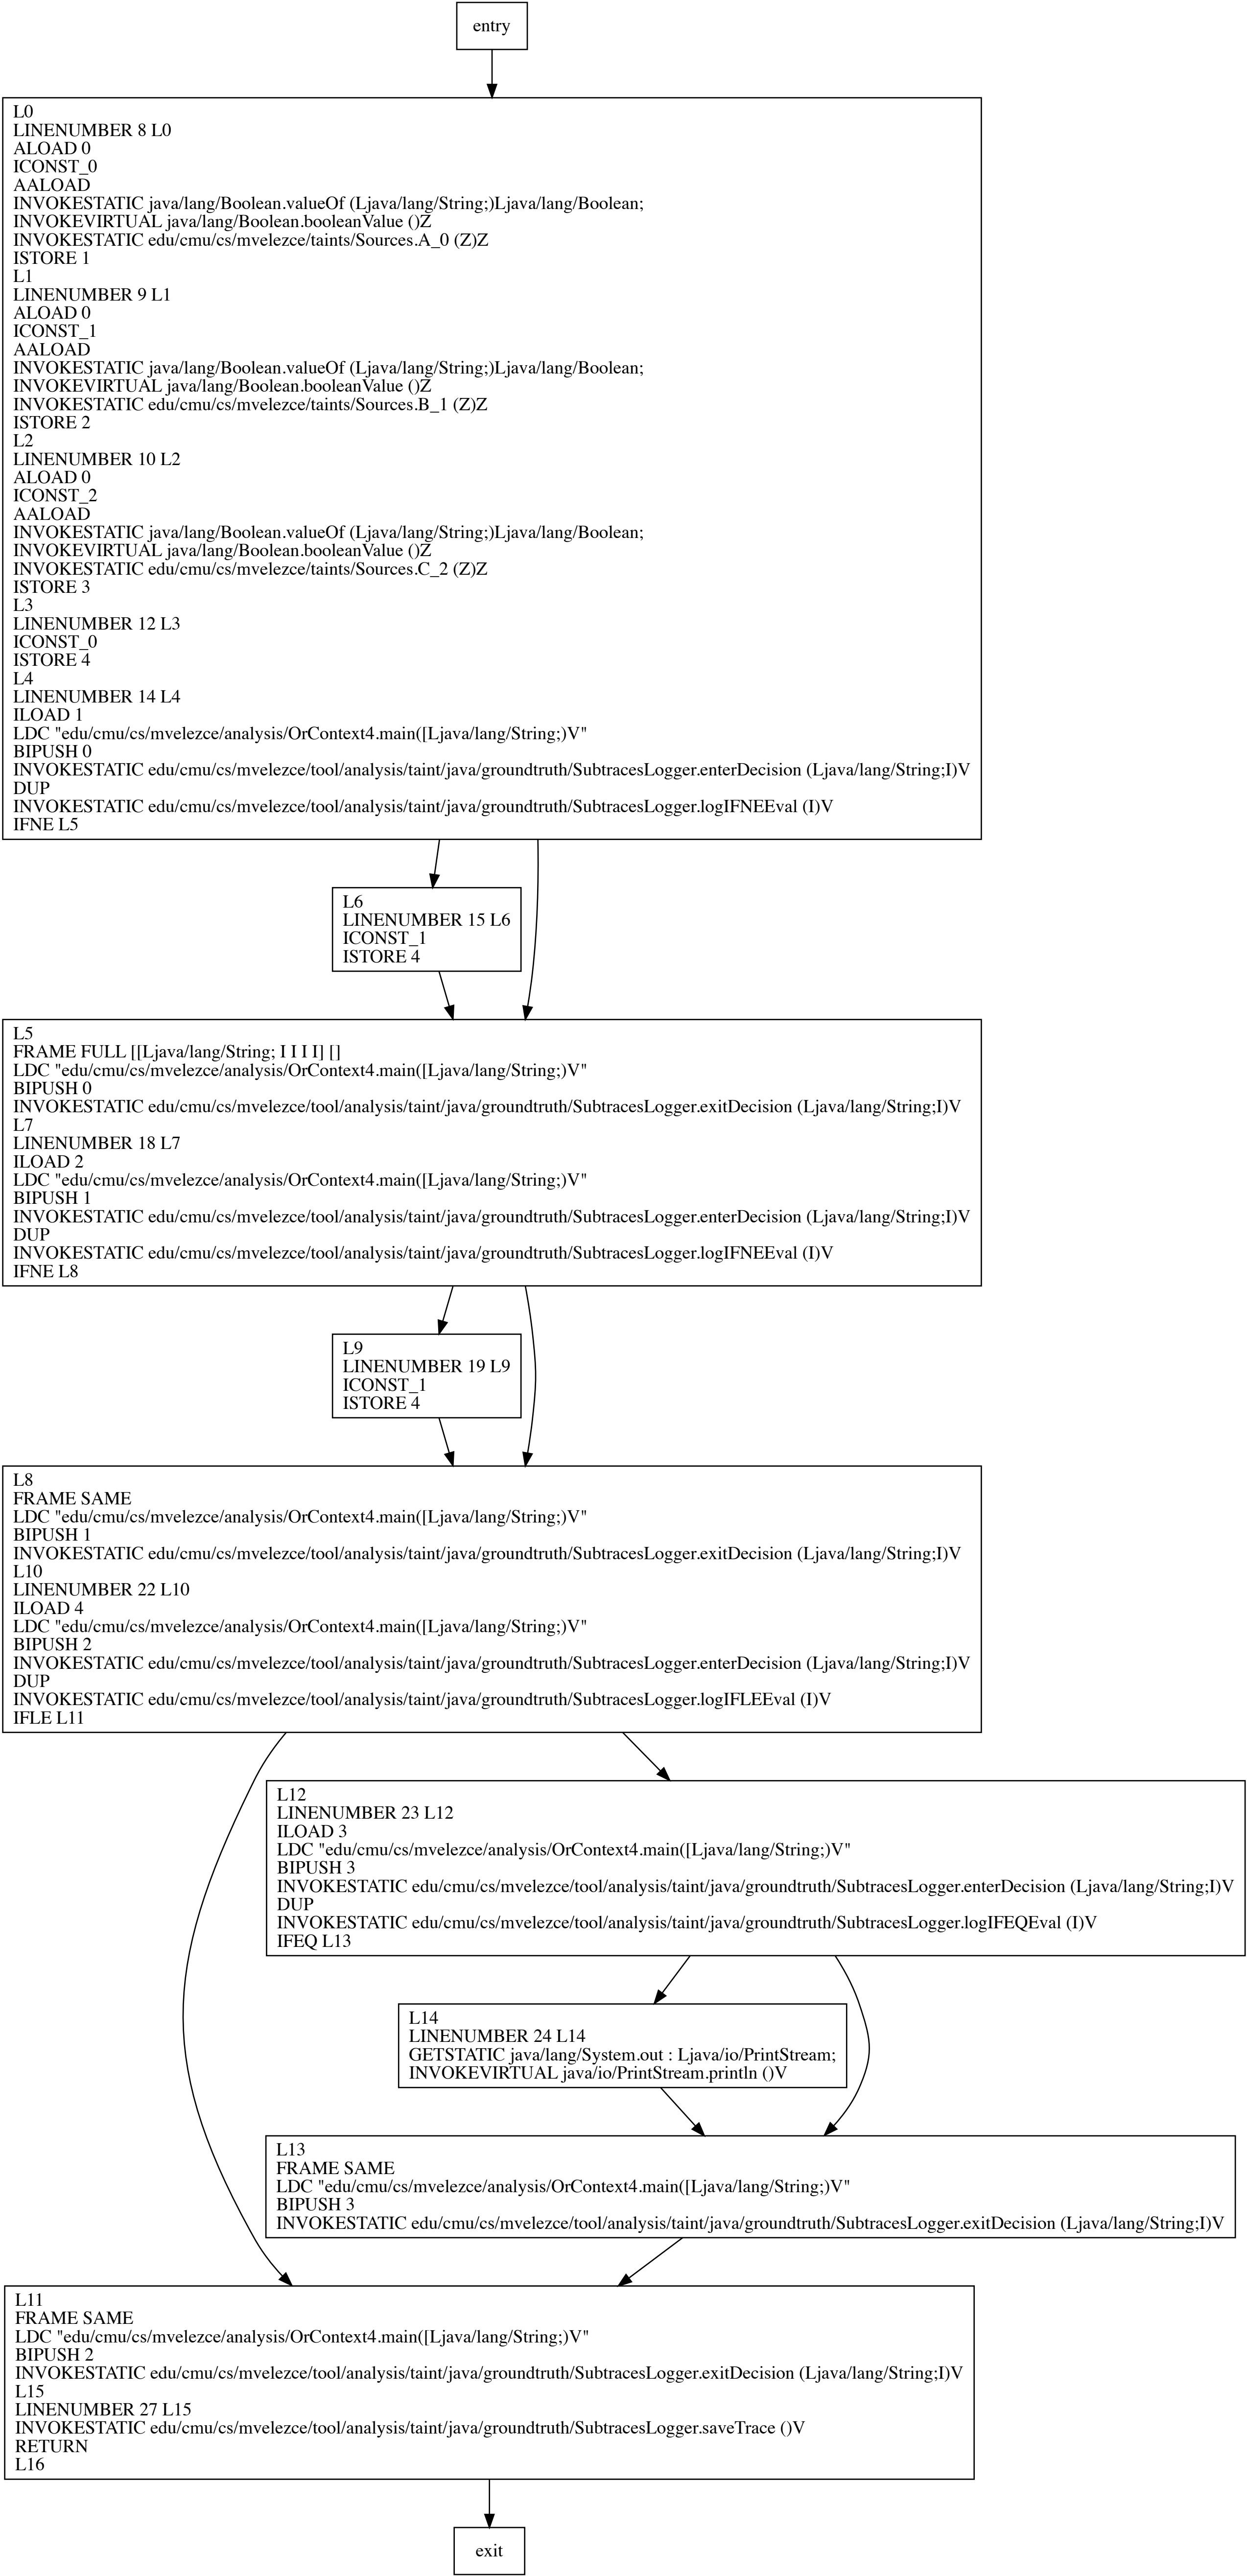 entry
L0
LINENUMBER 8 L0
ALOAD 0
ICONST_0
AALOAD
INVOKESTATIC java/lang/Boolean.valueOf (Ljava/lang/String;)Ljava/lang/Boolean;
INVOKEVIRTUAL java/lang/Boolean.booleanValue ()Z
INVOKESTATIC edu/cmu/cs/mvelezce/taints/Sources.A_0 (Z)Z
ISTORE 1
L1
LINENUMBER 9 L1
ALOAD 0
ICONST_1
AALOAD
INVOKESTATIC java/lang/Boolean.valueOf (Ljava/lang/String;)Ljava/lang/Boolean;
INVOKEVIRTUAL java/lang/Boolean.booleanValue ()Z
INVOKESTATIC edu/cmu/cs/mvelezce/taints/Sources.B_1 (Z)Z
ISTORE 2
L2
LINENUMBER 10 L2
ALOAD 0
ICONST_2
AALOAD
INVOKESTATIC java/lang/Boolean.valueOf (Ljava/lang/String;)Ljava/lang/Boolean;
INVOKEVIRTUAL java/lang/Boolean.booleanValue ()Z
INVOKESTATIC edu/cmu/cs/mvelezce/taints/Sources.C_2 (Z)Z
ISTORE 3
L3
LINENUMBER 12 L3
ICONST_0
ISTORE 4
L4
LINENUMBER 14 L4
ILOAD 1
LDC "edu/cmu/cs/mvelezce/analysis/OrContext4.main([Ljava/lang/String;)V"
BIPUSH 0
INVOKESTATIC edu/cmu/cs/mvelezce/tool/analysis/taint/java/groundtruth/SubtracesLogger.enterDecision (Ljava/lang/String;I)V
DUP
INVOKESTATIC edu/cmu/cs/mvelezce/tool/analysis/taint/java/groundtruth/SubtracesLogger.logIFNEEval (I)V
IFNE L5
L6
LINENUMBER 15 L6
ICONST_1
ISTORE 4
L5
FRAME FULL [[Ljava/lang/String; I I I I] []
LDC "edu/cmu/cs/mvelezce/analysis/OrContext4.main([Ljava/lang/String;)V"
BIPUSH 0
INVOKESTATIC edu/cmu/cs/mvelezce/tool/analysis/taint/java/groundtruth/SubtracesLogger.exitDecision (Ljava/lang/String;I)V
L7
LINENUMBER 18 L7
ILOAD 2
LDC "edu/cmu/cs/mvelezce/analysis/OrContext4.main([Ljava/lang/String;)V"
BIPUSH 1
INVOKESTATIC edu/cmu/cs/mvelezce/tool/analysis/taint/java/groundtruth/SubtracesLogger.enterDecision (Ljava/lang/String;I)V
DUP
INVOKESTATIC edu/cmu/cs/mvelezce/tool/analysis/taint/java/groundtruth/SubtracesLogger.logIFNEEval (I)V
IFNE L8
L9
LINENUMBER 19 L9
ICONST_1
ISTORE 4
L8
FRAME SAME
LDC "edu/cmu/cs/mvelezce/analysis/OrContext4.main([Ljava/lang/String;)V"
BIPUSH 1
INVOKESTATIC edu/cmu/cs/mvelezce/tool/analysis/taint/java/groundtruth/SubtracesLogger.exitDecision (Ljava/lang/String;I)V
L10
LINENUMBER 22 L10
ILOAD 4
LDC "edu/cmu/cs/mvelezce/analysis/OrContext4.main([Ljava/lang/String;)V"
BIPUSH 2
INVOKESTATIC edu/cmu/cs/mvelezce/tool/analysis/taint/java/groundtruth/SubtracesLogger.enterDecision (Ljava/lang/String;I)V
DUP
INVOKESTATIC edu/cmu/cs/mvelezce/tool/analysis/taint/java/groundtruth/SubtracesLogger.logIFLEEval (I)V
IFLE L11
L12
LINENUMBER 23 L12
ILOAD 3
LDC "edu/cmu/cs/mvelezce/analysis/OrContext4.main([Ljava/lang/String;)V"
BIPUSH 3
INVOKESTATIC edu/cmu/cs/mvelezce/tool/analysis/taint/java/groundtruth/SubtracesLogger.enterDecision (Ljava/lang/String;I)V
DUP
INVOKESTATIC edu/cmu/cs/mvelezce/tool/analysis/taint/java/groundtruth/SubtracesLogger.logIFEQEval (I)V
IFEQ L13
L14
LINENUMBER 24 L14
GETSTATIC java/lang/System.out : Ljava/io/PrintStream;
INVOKEVIRTUAL java/io/PrintStream.println ()V
L13
FRAME SAME
LDC "edu/cmu/cs/mvelezce/analysis/OrContext4.main([Ljava/lang/String;)V"
BIPUSH 3
INVOKESTATIC edu/cmu/cs/mvelezce/tool/analysis/taint/java/groundtruth/SubtracesLogger.exitDecision (Ljava/lang/String;I)V
L11
FRAME SAME
LDC "edu/cmu/cs/mvelezce/analysis/OrContext4.main([Ljava/lang/String;)V"
BIPUSH 2
INVOKESTATIC edu/cmu/cs/mvelezce/tool/analysis/taint/java/groundtruth/SubtracesLogger.exitDecision (Ljava/lang/String;I)V
L15
LINENUMBER 27 L15
INVOKESTATIC edu/cmu/cs/mvelezce/tool/analysis/taint/java/groundtruth/SubtracesLogger.saveTrace ()V
RETURN
L16
exit